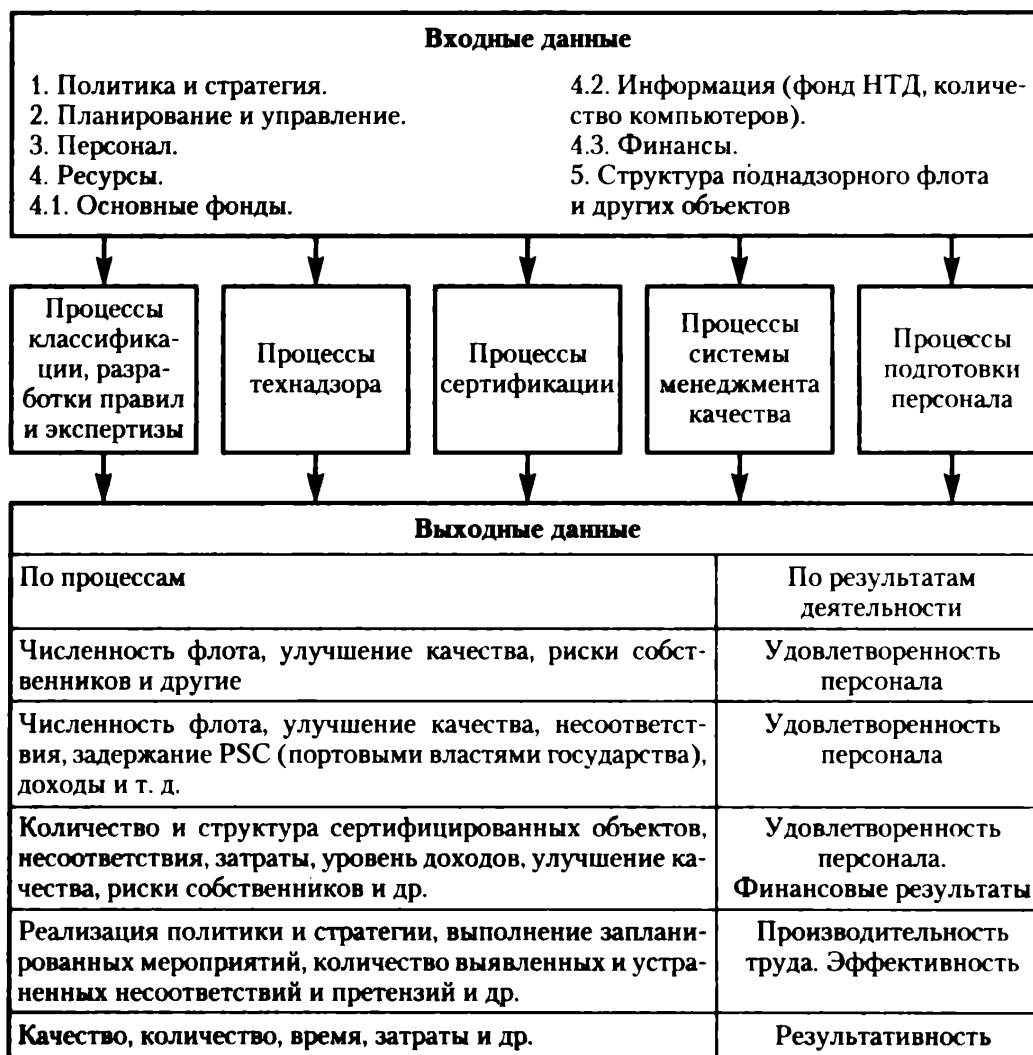 Входные данные
1. Политика и стратегия.
2. Планирование и управление.
3. Персонал.
4. Ресурсы.
4.1. Основные фонды.
4.2. Информация (фонд НТД, количе-
ство компьютеров).
4.3. Финансы.
5. Структура поднадзорного флота
и других объектов
Процессы
классифика-
ции, разра-
ботки правил
и экспертизы
Процессы
технадзора
Процессы
сертификации
Процессы
системы
менеджмента
качества
Процессы
подготовки
персонала
Выходные данные
По процессам
По результатам
деятельности
Численность флота, улучшение качества, риски собст-
венников и другие
Удовлетворенность
персонала
Численность флота, улучшение качества, несоответст-
вия, задержание PSC (портовыми властями государства),
доходы и т. д.
Удовлетворенность
персонала
Количество и структура сертифицированных объектов,
несоответствия, затраты, уровень доходов, улучшение ка-
чества, риски собственников и др.
Удовлетворенность
персонала.
Финансовые результаты
Реализация политики и стратегии, выполнение заплани-
рованных мероприятий, количество выявленных и устра-
ненных несоответствий и претензий и др.
Производительность
труда. Эффективность
Качество, количество, время, затраты и др.
Результативность